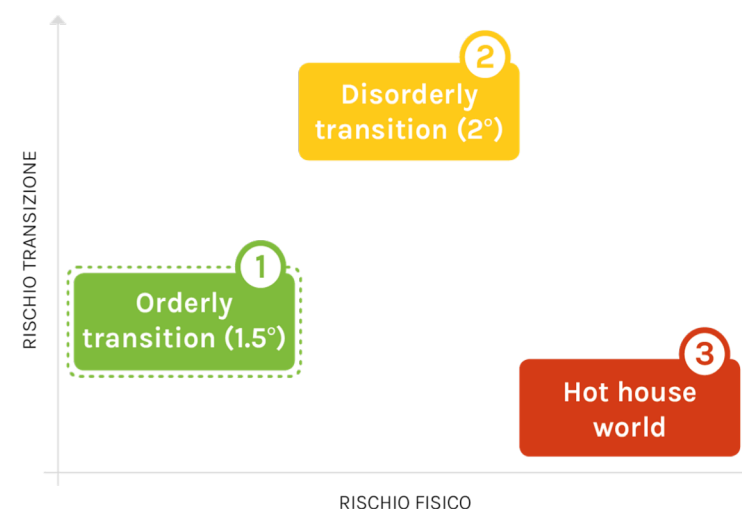 2
Disorderly
transition (2°)
RISCHIO TRANSIZIONE
1
Orderly
transition (1.5°)
3
Hot house
world
RISCHIO FISICO